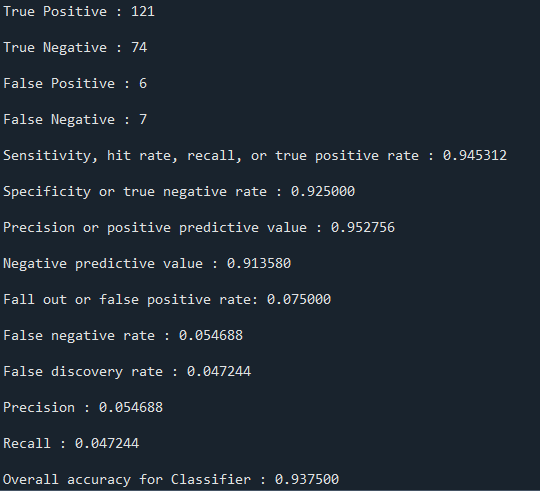 True Positive : 121
True Negative : 74
False Positive : 6
False Negative : 7
Sensitivity, hit rate, recall, or true positive rate : 0.945312
Specificity or true negative rate : 0.925000
Precision or positive predictive value : 0.952756
Negative predictive value : 0.913580
Fall out or false positive rate: 0.075000
False negative rate : 0.054688
False discovery rate : 0.047244
Precision : 0.054688
Recall : 0.047244
Overall accuracy for Classifier : 0.937500